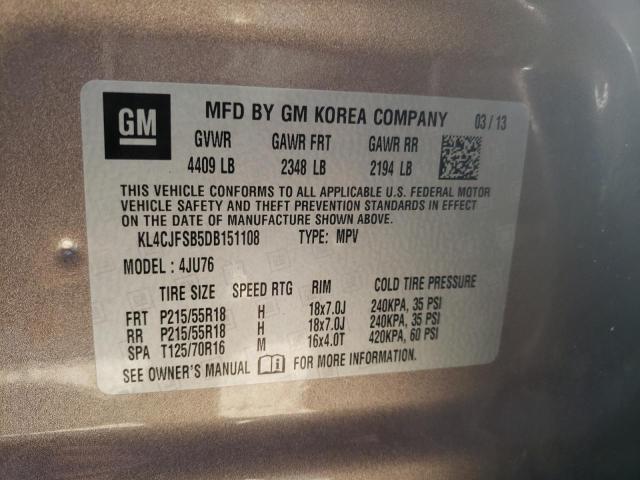 GM
MFD BY GM KOREA COMPANY 03/13
GVWR GAWR FRT GAWR RR
4409 LB 2348 LB 2194 LB
THIS VEHICLE CONFORMS TO ALL APPLICABLE U.S. FEDERAL MOTOR
VEHICLE SAFETY AND THEFT PREVENTION STANDARDS IN EFFECT
ON THE DATE OF MANUFACTURE SHOWN ABOVE.
KL4CJFSB5DB151108 TYPE: MPV
MODEL: 4JU76
TIRE SIZE SPEED RTG RIM COLD TIRE PRESSURE
FRT P215/55R18 H 18x7.0J 240KPA, 35 PSI
RR P215/55R18 H 18x7.0J 240KPA, 35 PSI
SPA T125/70R16 M 16x4.0T 420KPA, 60 PSI
SEE OWNER'S MANUAL FOR MORE INFORMATION.